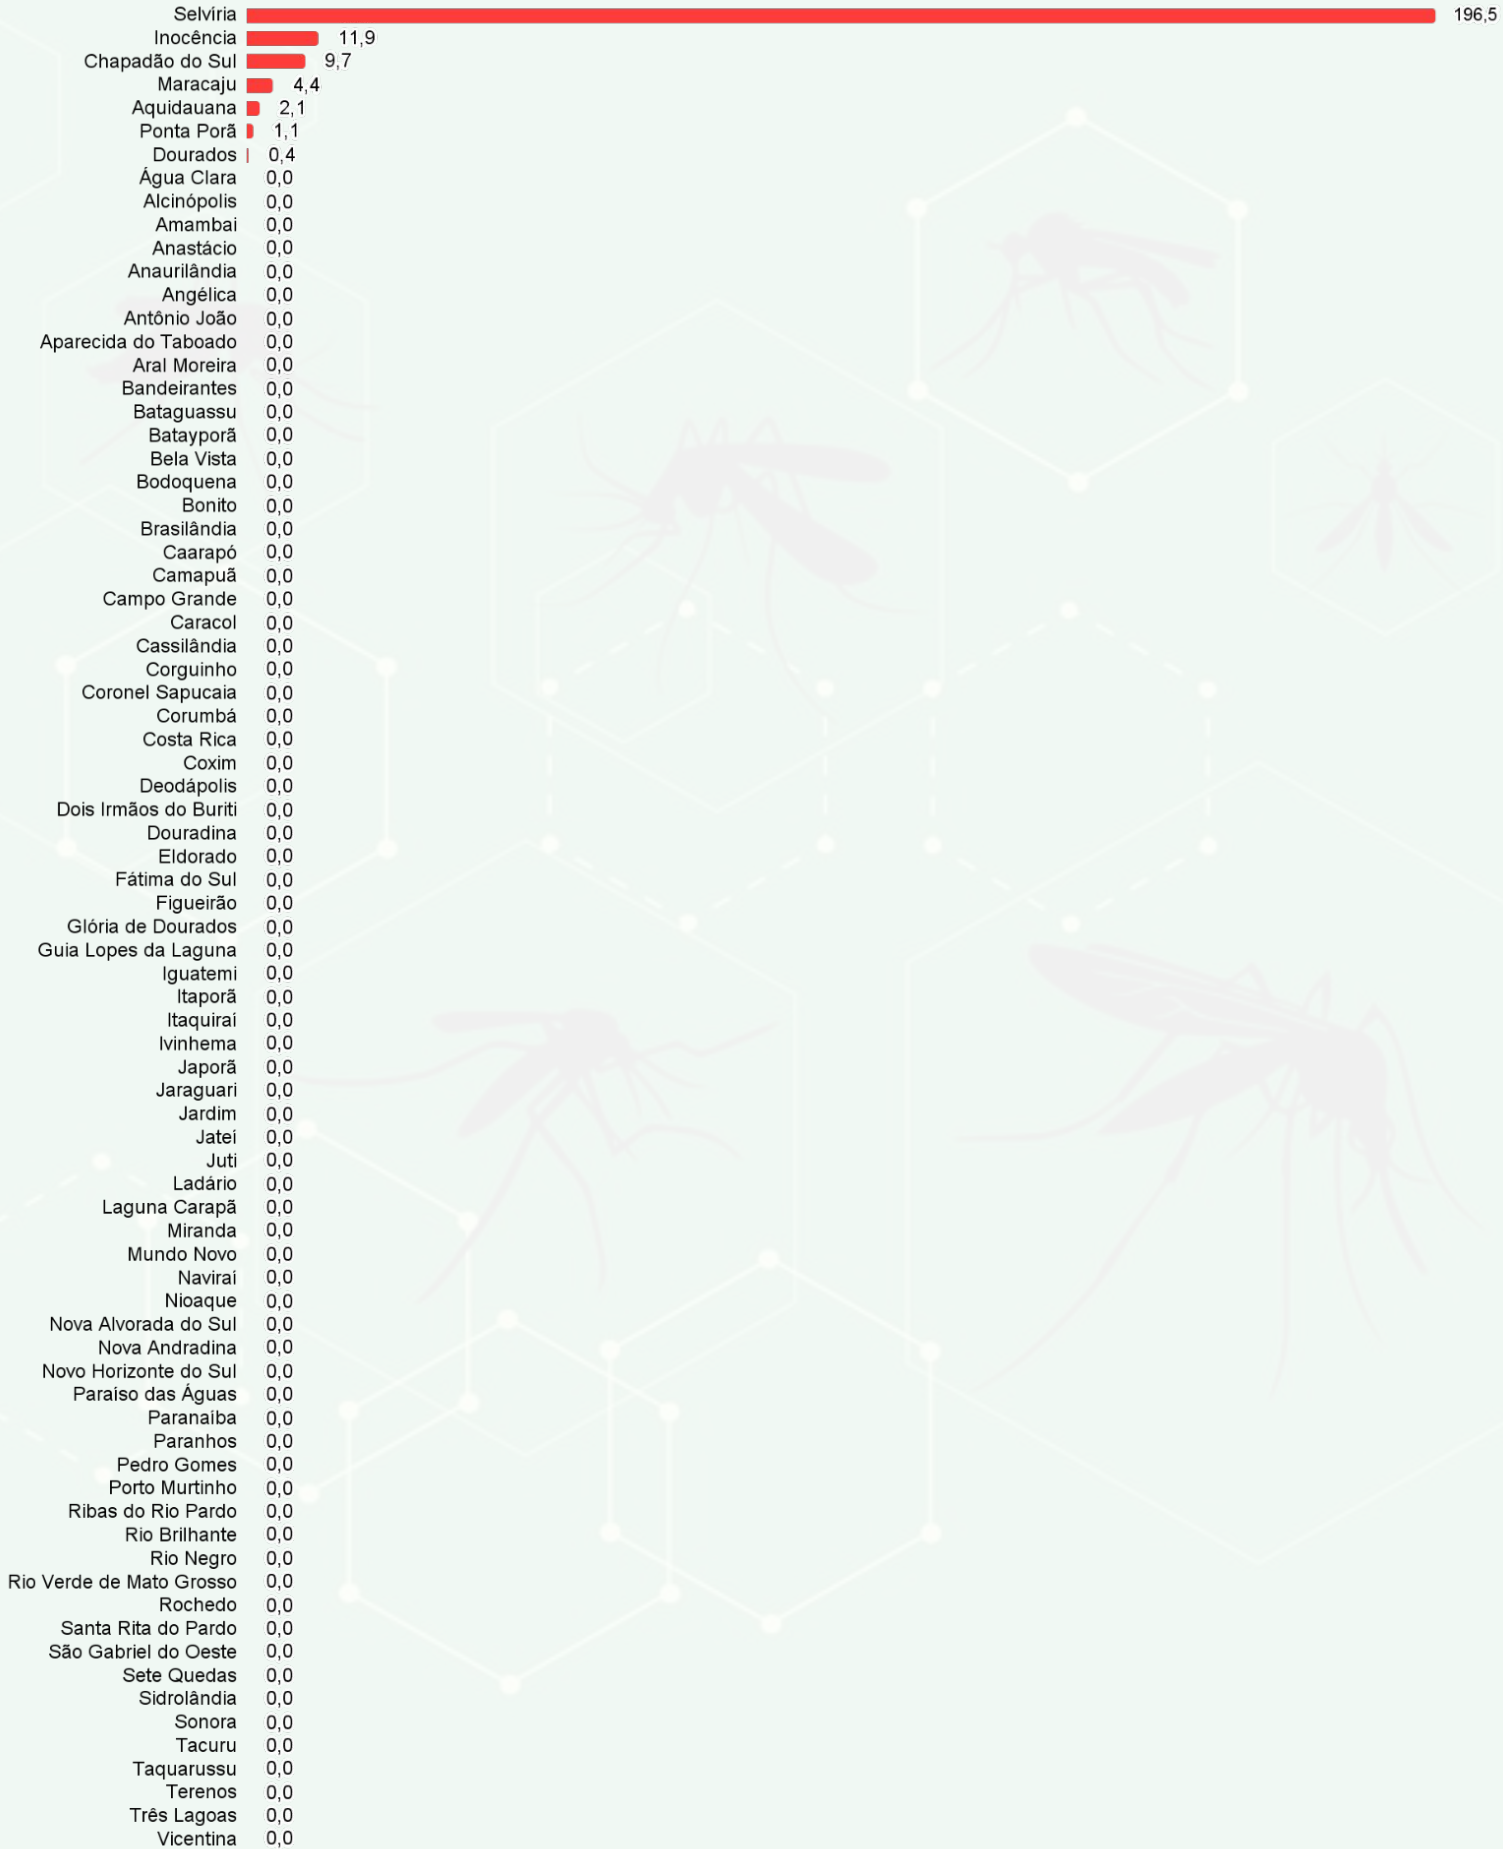 Selvíria 196,5
Inocência 11,9
Chapadão do Sul 9,7
Maracaju 4,4
Aquidauana 2,1
Ponta Porã 1,1
Dourados 0,4
Água Clara 0,0
Alcinópolis 0,0
Amambai 0,0
Anastácio 0,0
Anaurilândia 0,0
Angélica 0,0
Antônio João 0,0
Aparecida do Taboado 0,0
Aral Moreira 0,0
Bandeirantes 0,0
Bataguassu 0,0
Batayporã 0,0
Bela Vista 0,0
Bodoquena 0,0
Bonito 0,0
Brasilândia 0,0
Caarapó 0,0
Camapuã 0,0
Campo Grande 0,0
Caracol 0,0
Cassilândia 0,0
Corguinho 0,0
Coronel Sapucaia 0,0
Corumbá 0,0
Costa Rica 0,0
Coxim 0,0
Deodápolis 0,0
Dois Irmãos do Buriti 0,0
Douradina 0,0
Eldorado 0,0
Fátima do Sul 0,0
Figueirão 0,0
Glória de Dourados 0,0
Guia Lopes da Laguna 0,0
Iguatemi 0,0
Itaporã 0,0
Itaquiraí 0,0
Ivinhema 0,0
Japorã 0,0
Jaraguari 0,0
Jardim 0,0
Jateí 0,0
Juti 0,0
Ladário 0,0
Laguna Carapã 0,0
Miranda 0,0
Mundo Novo 0,0
Naviraí 0,0
Nioaque 0,0
Nova Alvorada do Sul 0,0
Nova Andradina 0,0
Novo Horizonte do Sul 0,0
Paraíso das Águas 0,0
Paranaíba 0,0
Paranhos 0,0
Pedro Gomes 0,0
Porto Murtinho 0,0
Ribas do Rio Pardo 0,0
Rio Brilhante 0,0
Rio Negro 0,0
Rio Verde de Mato Grosso 0,0
Rochedo 0,0
Santa Rita do Pardo 0,0
São Gabriel do Oeste 0,0
Sete Quedas 0,0
Sidrolândia 0,0
Sonora 0,0
Tacuru 0,0
Taquarussu 0,0
Terenos 0,0
Três Lagoas 0,0
Vicentina 0,0